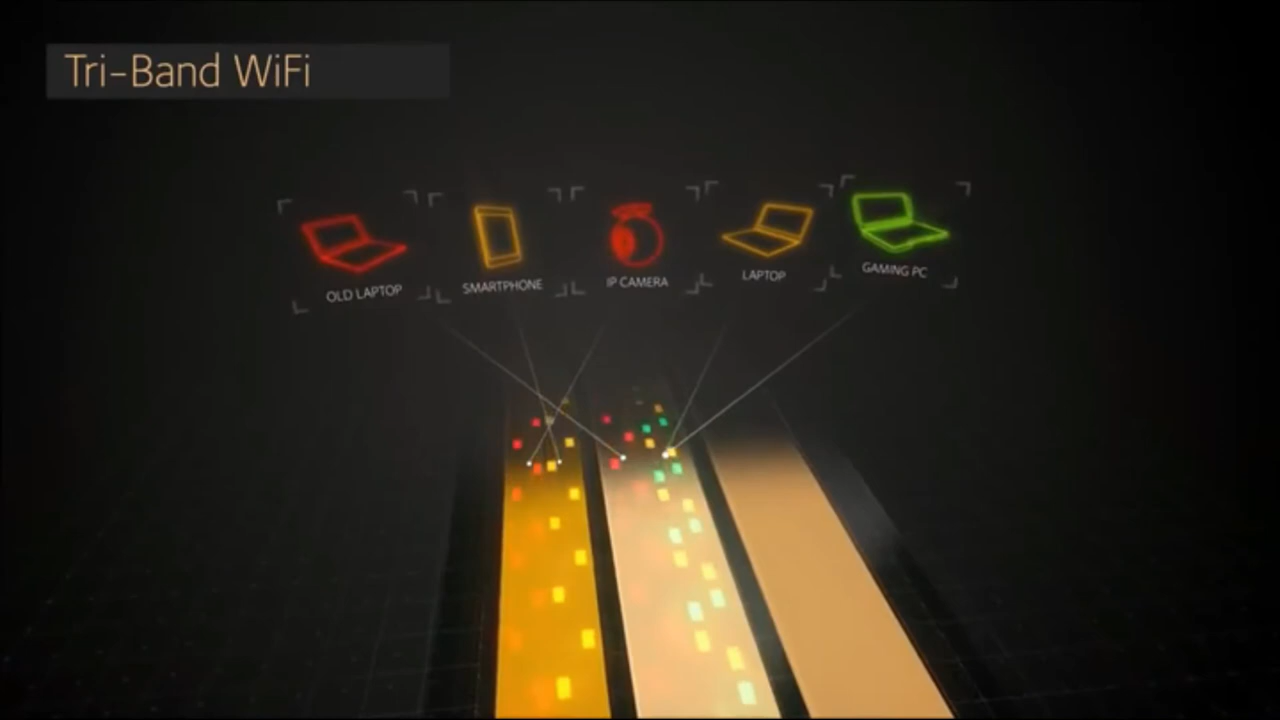 Tri-Band WiFi
OLD LAPTOP
SMARTPHONE
IP CAMERA
LAPTOP
GAMING PC